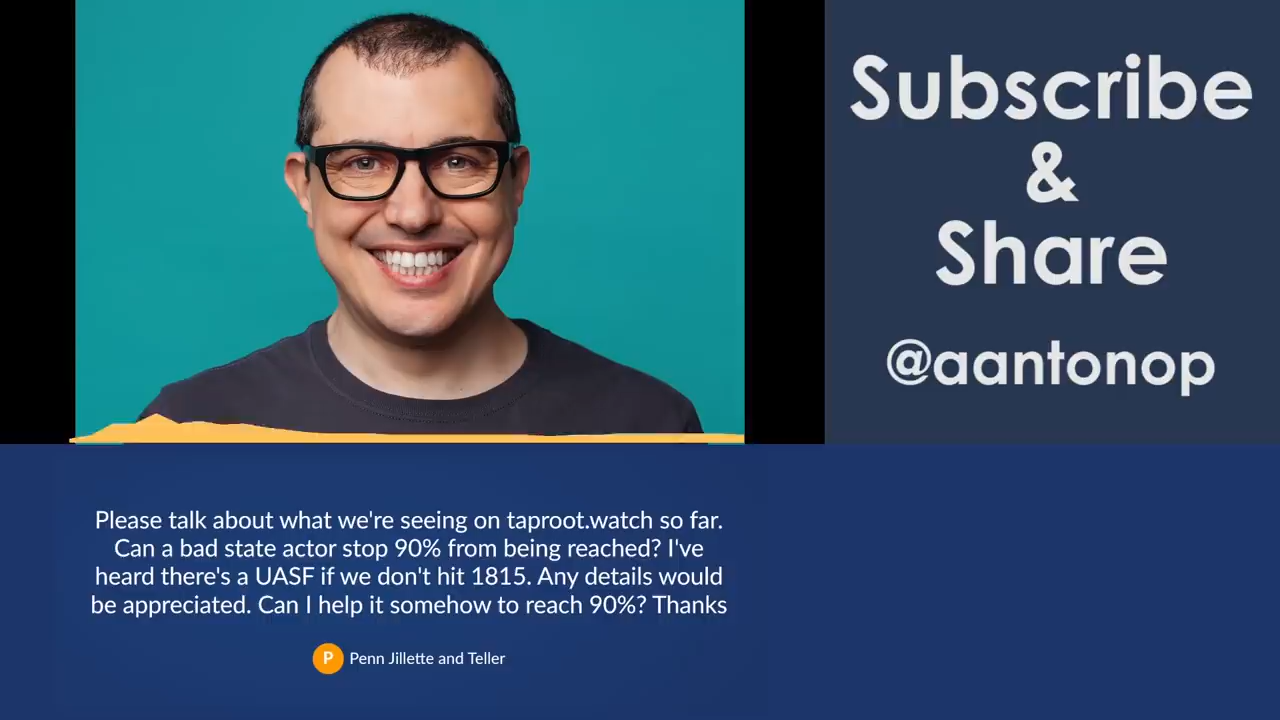 Subscribe
&
Share
@aantonop
Please talk about what we're seeing on taproot.watch so far.
Can a bad state actor stop 90% from being reached? I've
heard there's a UASF if we don't hit 1815. Any details would
be appreciated. Can I help it somehow to reach 90%? Thanks
P Penn Jillette and Teller